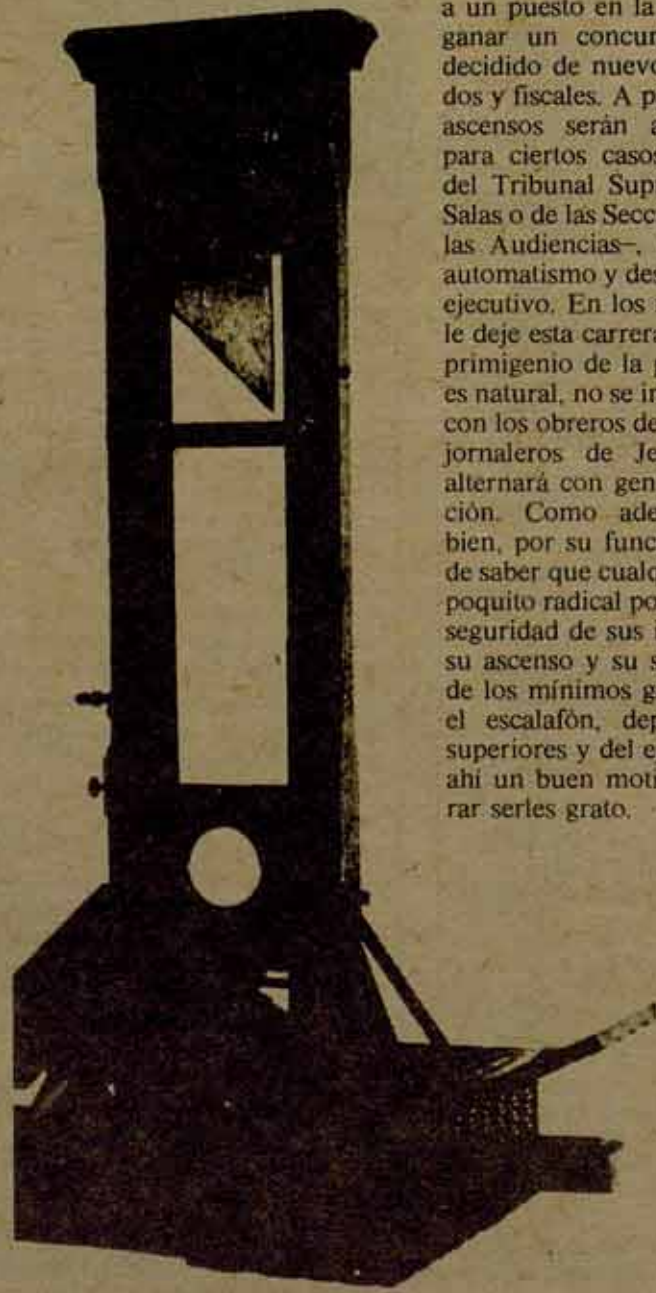 a un puesto en la
ganar un concur
decidido de nuevo
dos y fiscales. A p
ascensos serán a
para ciertos casos
del Tribunal Sup
Salas o de las Secc
las Audiencias–,
automatismo y des
ejecutivo. En los
le deje esta carrera
primigenio de la p
es natural, no se in
con los obreros de
jornaleros de Je
alternará con gen
ción. Como ade
bien, por su func
de saber que cualq
poquito radical po
seguridad de sus i
su ascenso y su s
de los mínimos g
el escalafón, dep
superiores y del e
ahí un buen moti
rar serles grato.